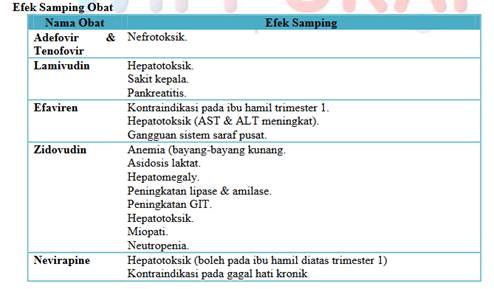 Efek Samping Obat
Nama Obat Efek Samping
Adefovir & Nefrotoksik.
Tenofovir
Lamivudin Hepatotoksik.
Sakit kepala.
Pankreatitis.
Efaviren Kontraindikasi pada ibu hamil trimester 1.
Hepatotoksik (AST & ALT meningkat).
Gangguan sistem saraf pusat.
Zidovudin Anemia (bayang-bayang kunang.
Asidosis laktat.
Hepatomegaly.
Peningkatan lipase & amilase.
Peningkatan GIT.
Hepatotoksik.
Miopati.
Neutropenia.
Nevirapine Hepatotoksik (boleh pada ibu hamil diatas trimester 1)
Kontraindikasi pada gagal hati kronik